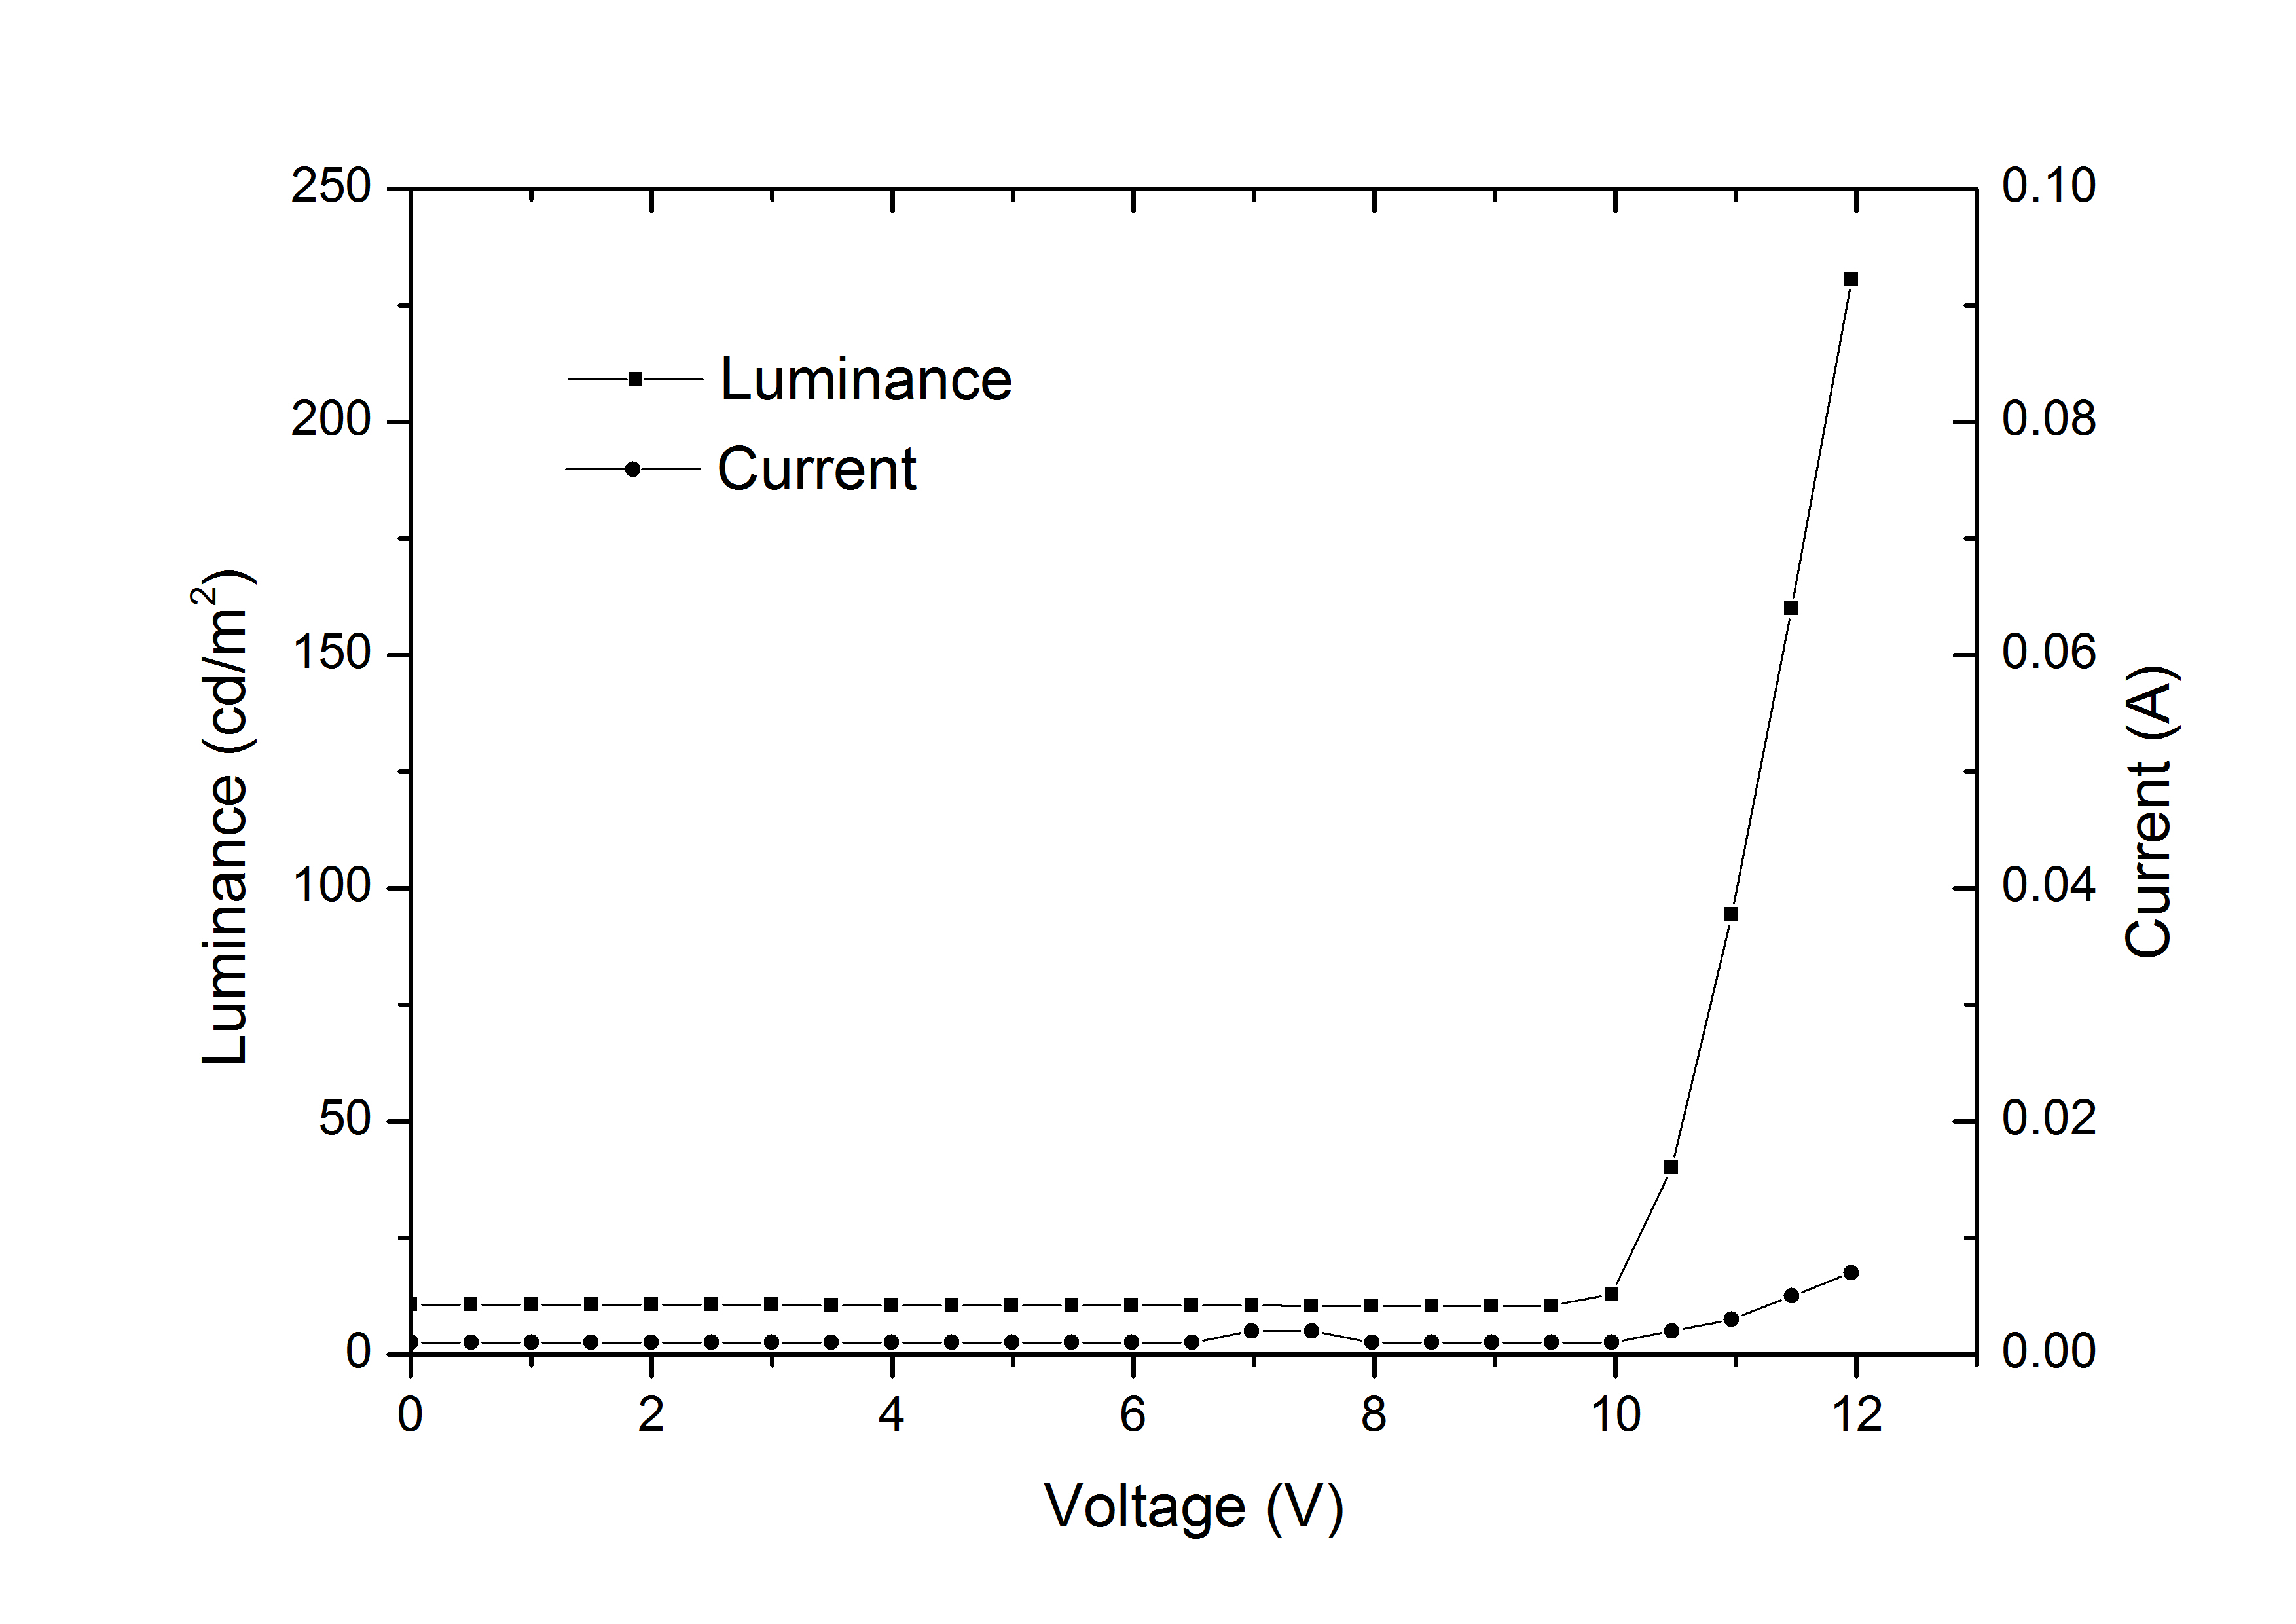 250
200
150
100
50
0
Luminance (cd/m²)
Luminance
Current
0.10
0.08
0.06
0.04
0.02
0.00
Current (A)
0 2 4 6 8 10 12
Voltage (V)